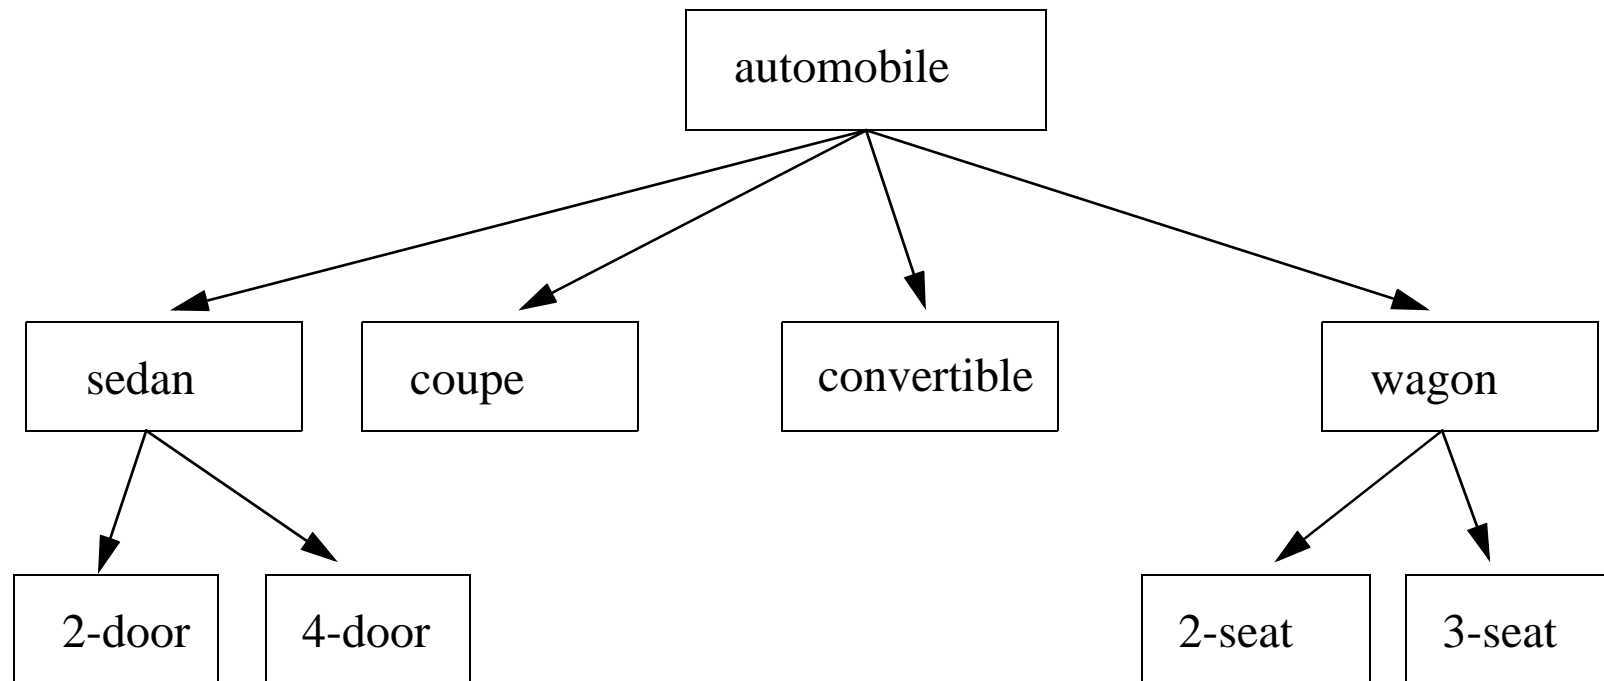 automobile
sedan
coupe
convertible
wagon
2-door
4-door
2-seat
3-seat